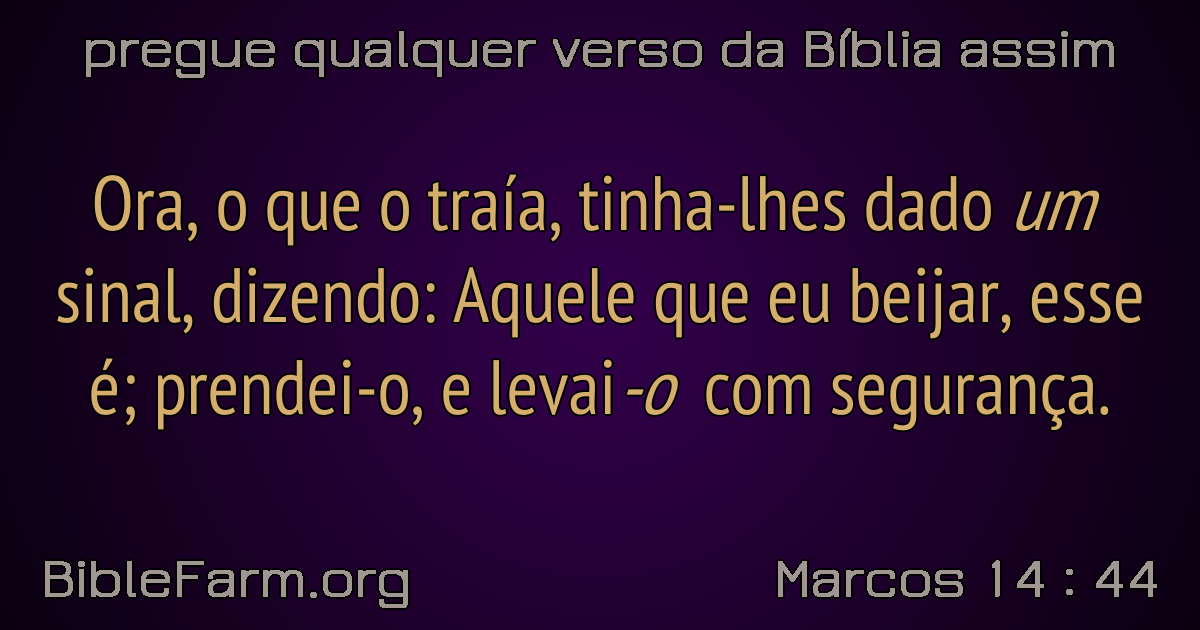 pregue qualquer verso da Bíblia assim
Ora, o que o traía, tinha-lhes dado um
sinal, dizendo: Aquele que eu beijar, esse
é; prendei-o, e levai-o com segurança.
BibleFarm.org
Marcos 14 : 44